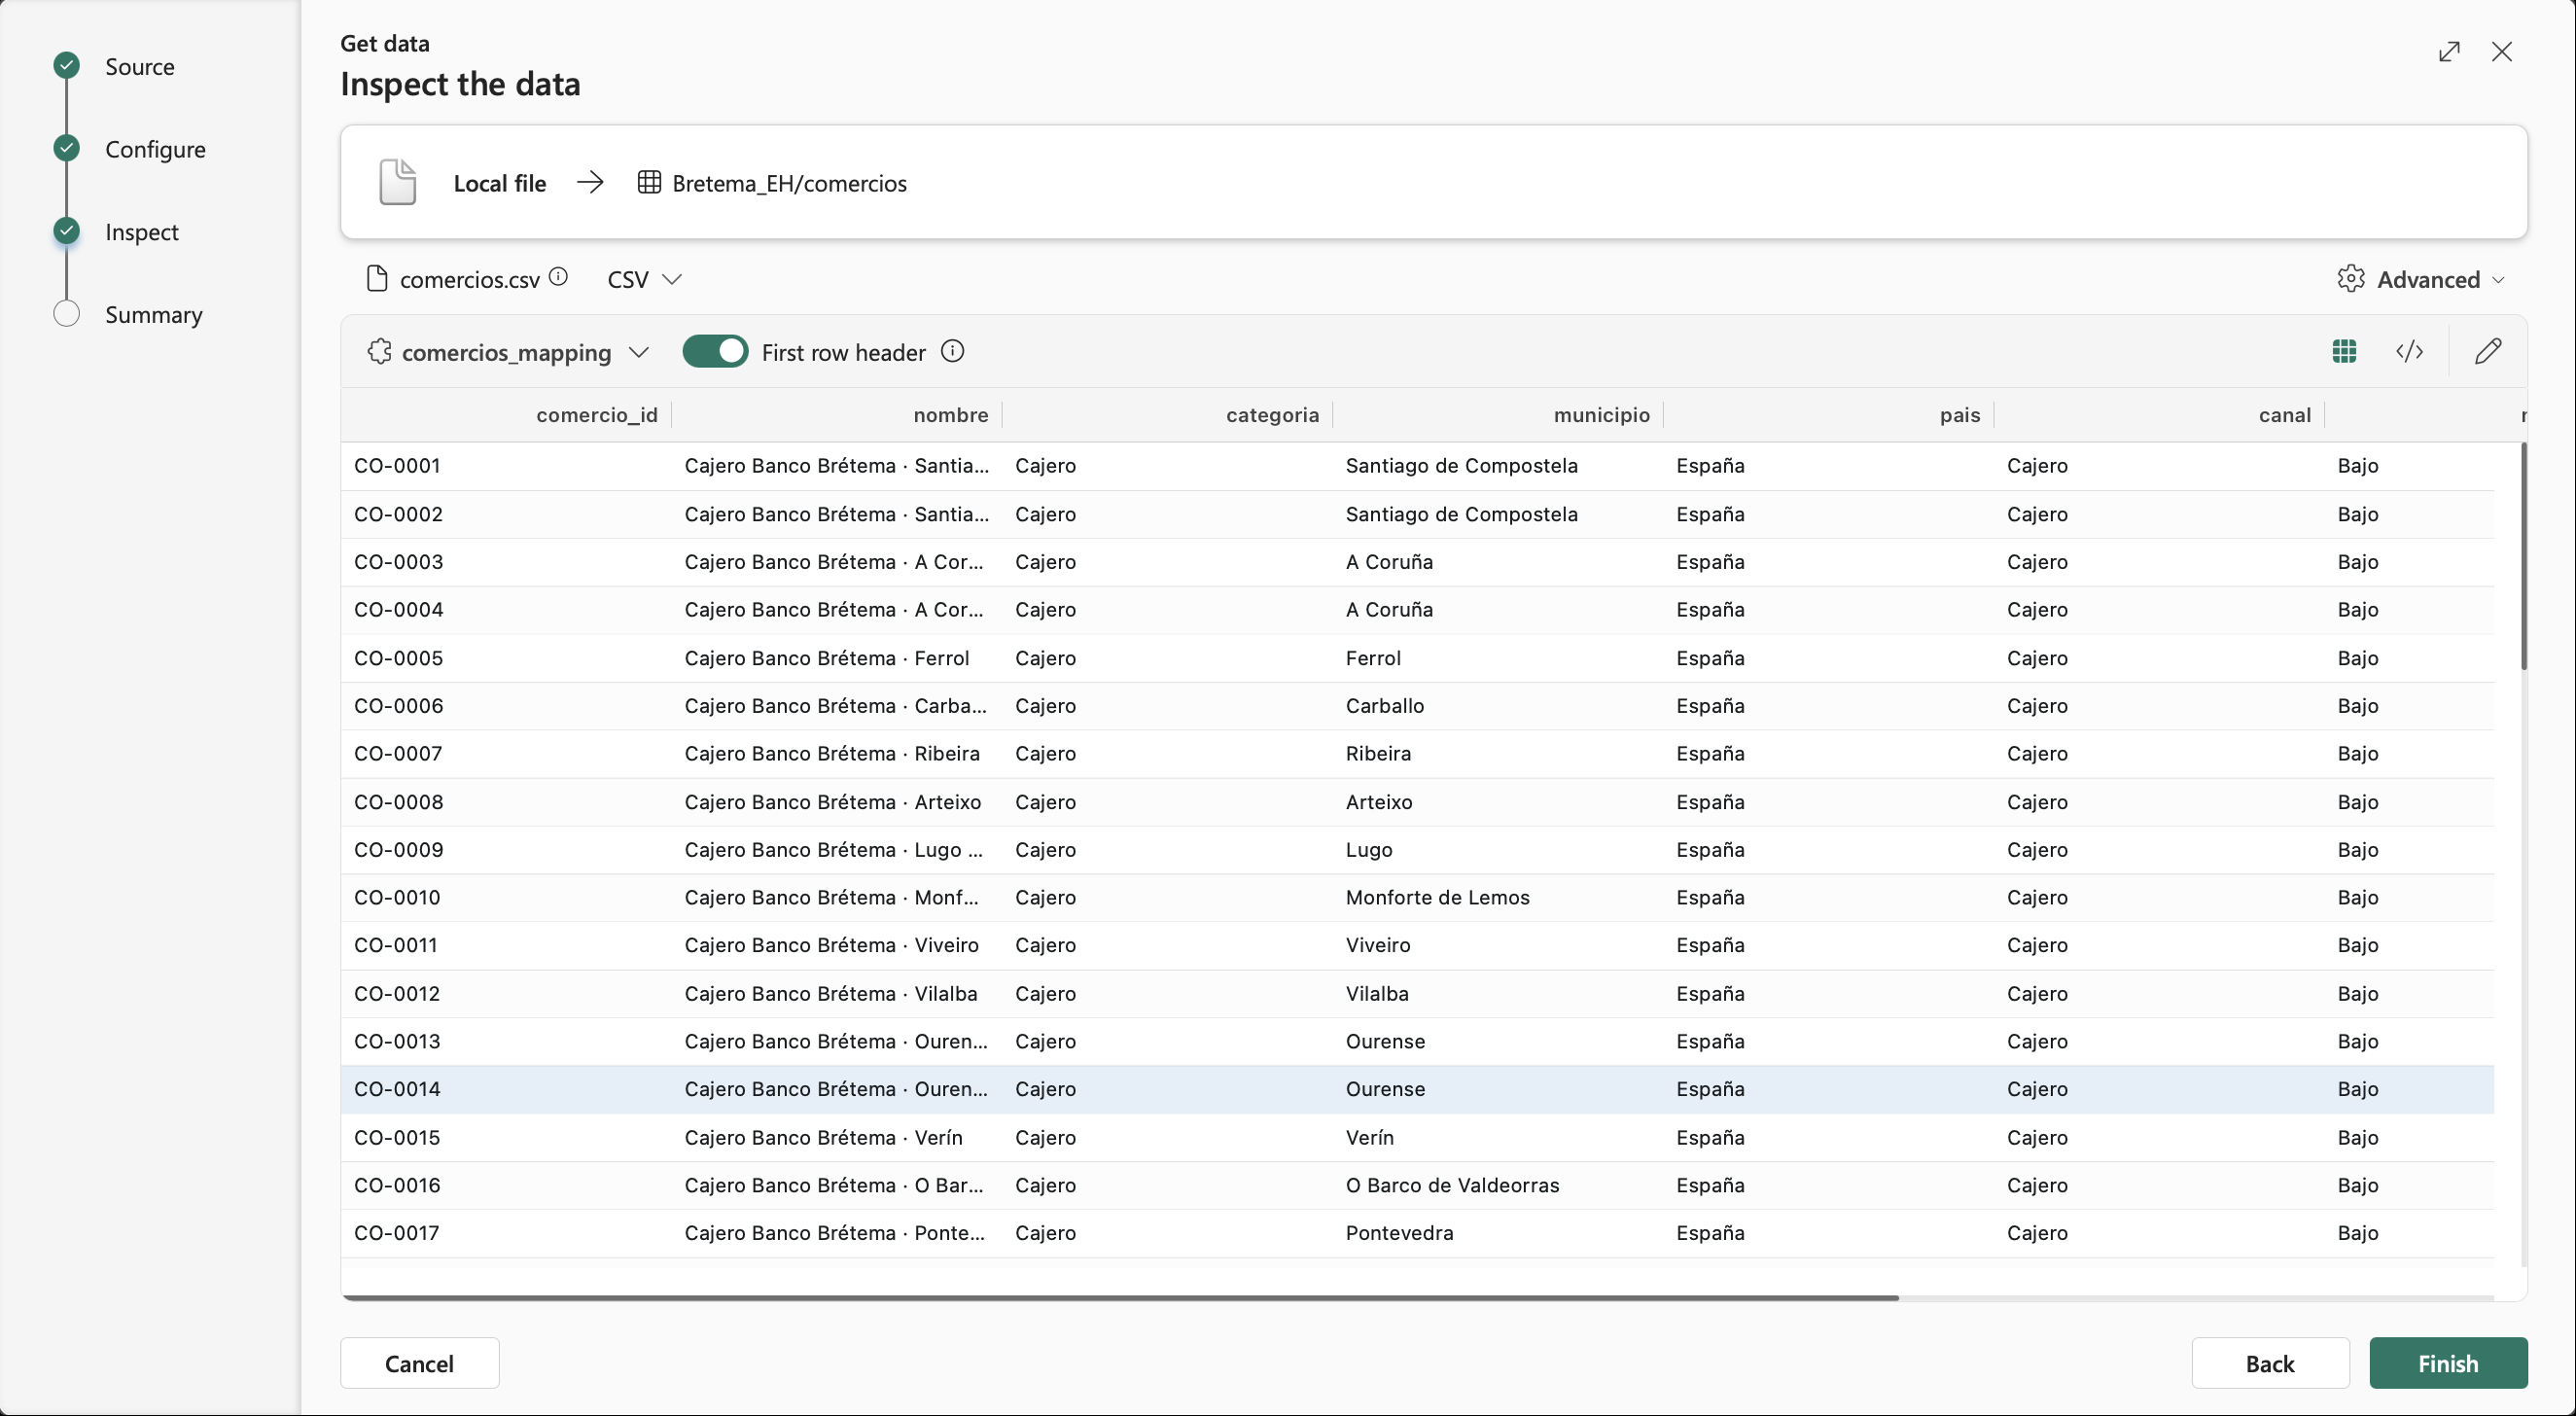 Source
Configure
Inspect
Summary
Get data
Inspect the data
Local file → Bretema_EH/comercios
comercios.csv CSV Advanced
comercios_mapping First row header </>
comercio_id nombre categoria municipio pais canal
CO-0001 Cajero Banco Brétema · Santia... Cajero Santiago de Compostela España Cajero Bajo
CO-0002 Cajero Banco Brétema · Santia... Cajero Santiago de Compostela España Cajero Bajo
CO-0003 Cajero Banco Brétema · A Cor... Cajero A Coruña España Cajero Bajo
CO-0004 Cajero Banco Brétema · A Cor... Cajero A Coruña España Cajero Bajo
CO-0005 Cajero Banco Brétema · Ferrol Cajero Ferrol España Cajero Bajo
CO-0006 Cajero Banco Brétema · Carba... Cajero Carballo España Cajero Bajo
CO-0007 Cajero Banco Brétema · Ribeira Cajero Ribeira España Cajero Bajo
CO-0008 Cajero Banco Brétema · Arteixo Cajero Arteixo España Cajero Bajo
CO-0009 Cajero Banco Brétema · Lugo ... Cajero Lugo España Cajero Bajo
CO-0010 Cajero Banco Brétema · Monf... Cajero Monforte de Lemos España Cajero Bajo
CO-0011 Cajero Banco Brétema · Viveiro Cajero Viveiro España Cajero Bajo
CO-0012 Cajero Banco Brétema · Vilalba Cajero Vilalba España Cajero Bajo
CO-0013 Cajero Banco Brétema · Ouren... Cajero Ourense España Cajero Bajo
CO-0014 Cajero Banco Brétema · Ouren... Cajero Ourense España Cajero Bajo
CO-0015 Cajero Banco Brétema · Verín Cajero Verín España Cajero Bajo
CO-0016 Cajero Banco Brétema · O Bar... Cajero O Barco de Valdeorras España Cajero Bajo
CO-0017 Cajero Banco Brétema · Ponte... Cajero Pontevedra España Cajero Bajo
Cancel Back Finish